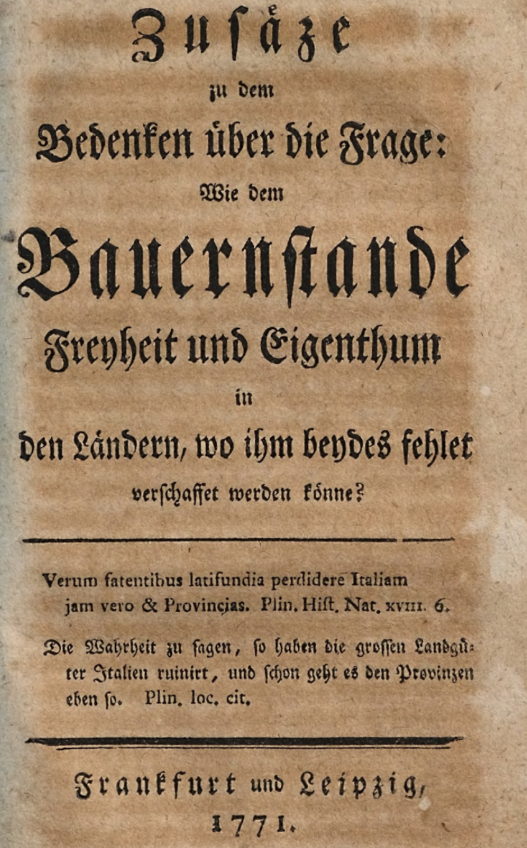 Zusäze
zu dem
Bedenken über die Frage:
Wie dem
Bauernstande
Freyheit und Eigenthum
in
den Ländern, wo ihm beydes fehlet
verschaffet werden könne?
Verum fatentibus latifundia perdidere Italiam
jam vero & Provincias. Plin. Hist. Nat. XVIII. 6.
Die Wahrheit zu sagen, so haben die grossen Landgü-
ter Italien ruinirt, und schon geht es den Provinzen
eben so. Plin. loc. cit.
Frankfurt und Leipzig,
1771.